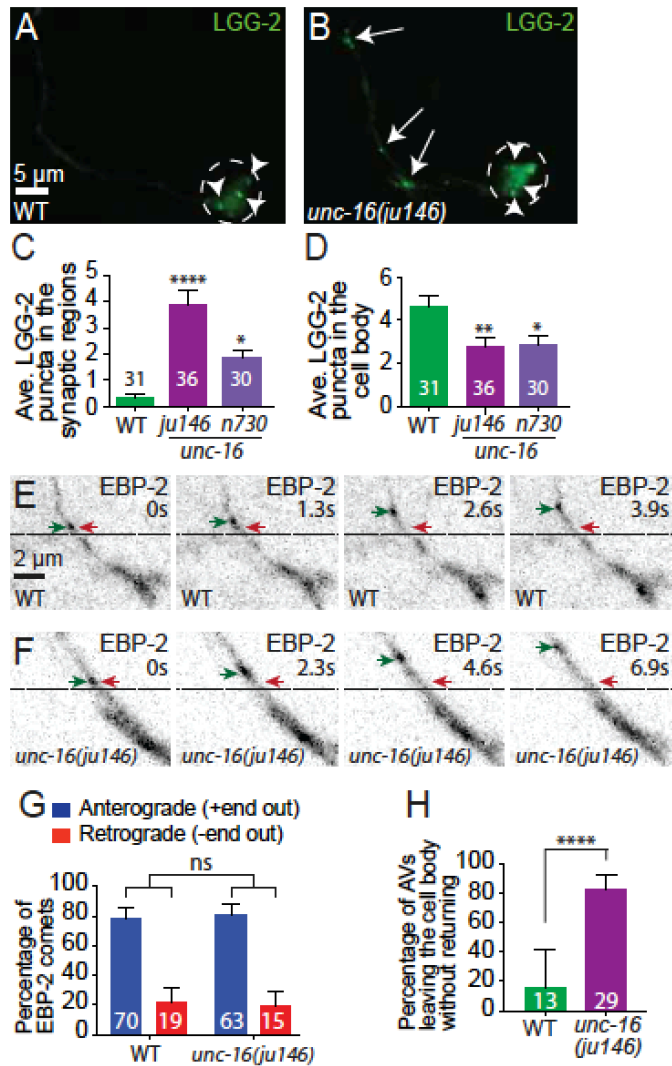 A
LGG-2
5 μm
WT
B
LGG-2
unc-16(ju146)
C
Ave. LGG-2
puncta in the
synaptic regions
5
4
3
2
1
0
****
*
31
36
30
WT
ju146
n730
unc-16
D
Ave. LGG-2
puncta in the
cell body
6
4
2
0
**
*
31
36
30
WT
ju146
n730
unc-16
E
EBP-2
0s
2 μm
WT
EBP-2
1.3s
WT
EBP-2
2.6s
WT
EBP-2
3.9s
WT
F
EBP-2
0s
unc-16(ju146)
EBP-2
2.3s
unc-16(ju146)
EBP-2
4.6s
unc-16(ju146)
EBP-2
6.9s
unc-16(ju146)
G
Anterograde (+end out)
Retrograde (-end out)
Percentage of
EBP-2 comets
100
80
60
40
20
0
ns
70
19
63
15
WT
unc-16(ju146)
H
Percentage of AVs
leaving the cell body
without returning
100
80
60
40
20
0
****
13
29
WT
unc-16
(ju146)